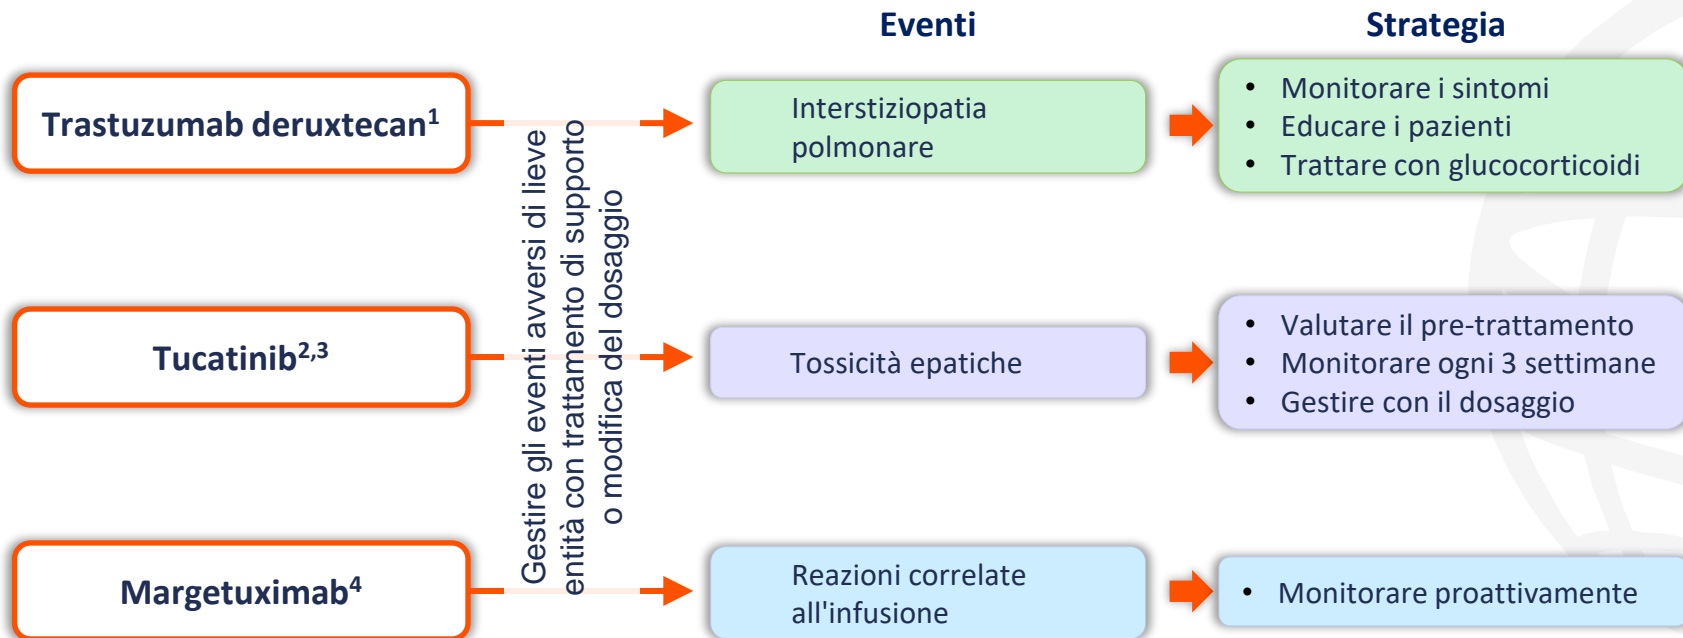 Eventi
Strategia
Trastuzumab deruxtecan1
Gestire gli eventi avversi di lieve
entità con trattamento di supporto
o modifica del dosaggio
Interstiziopatia
polmonare
• Monitorare i sintomi
• Educare i pazienti
• Trattare con glucocorticoidi
Tucatinib2,3
Tossicità epatiche
• Valutare il pre-trattamento
• Monitorare ogni 3 settimane
• Gestire con il dosaggio
Margetuximab4
Reazioni correlate
all'infusione
• Monitorare proattivamente